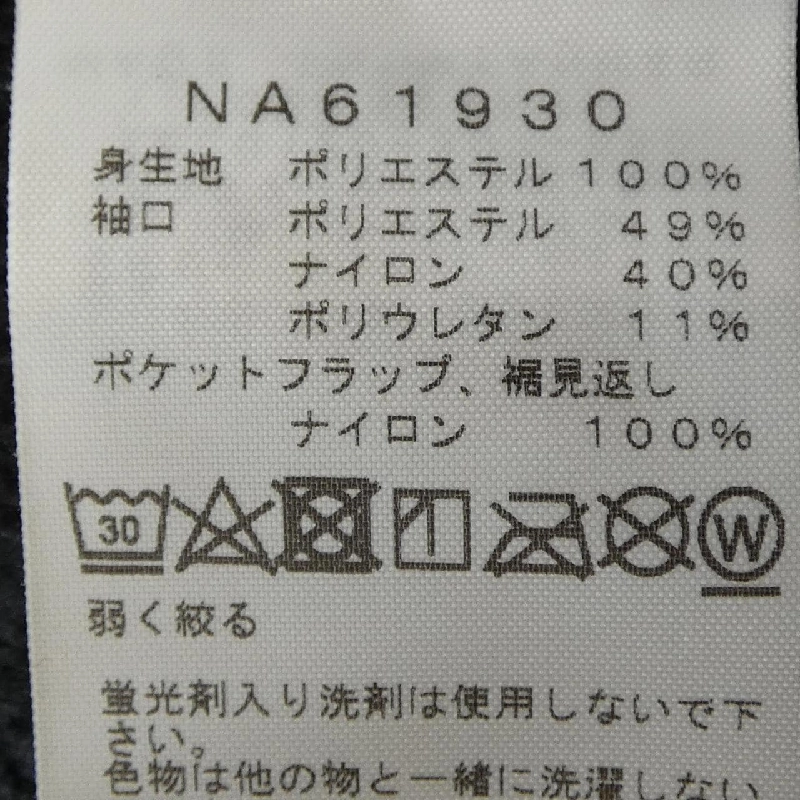 NA61930
身生地 ポリエステル 100%
袖口 ポリエステル 49%
ナイロン 40%
ポリウレタン 11%
ポケットフラップ、裾見返し
ナイロン 100%
30 W
弱く絞る
蛍光剤入り洗剤は使用しないで下
さい。
色物は他の物と一緒に洗濯しない